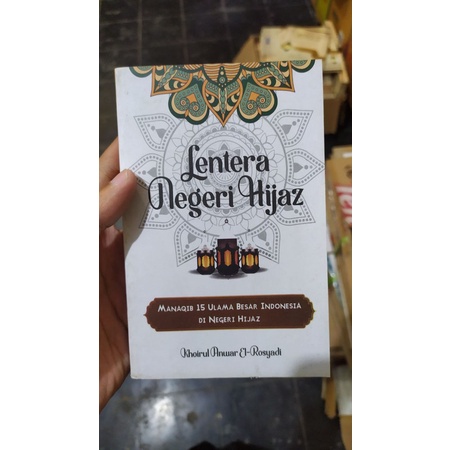 Lentera
Negeri Hijaz
MANAQIB 15 ULAMA BESAR INDONESIA
DI NEGERI HIJAZ
Khoirul Anwar El-Rosyadi